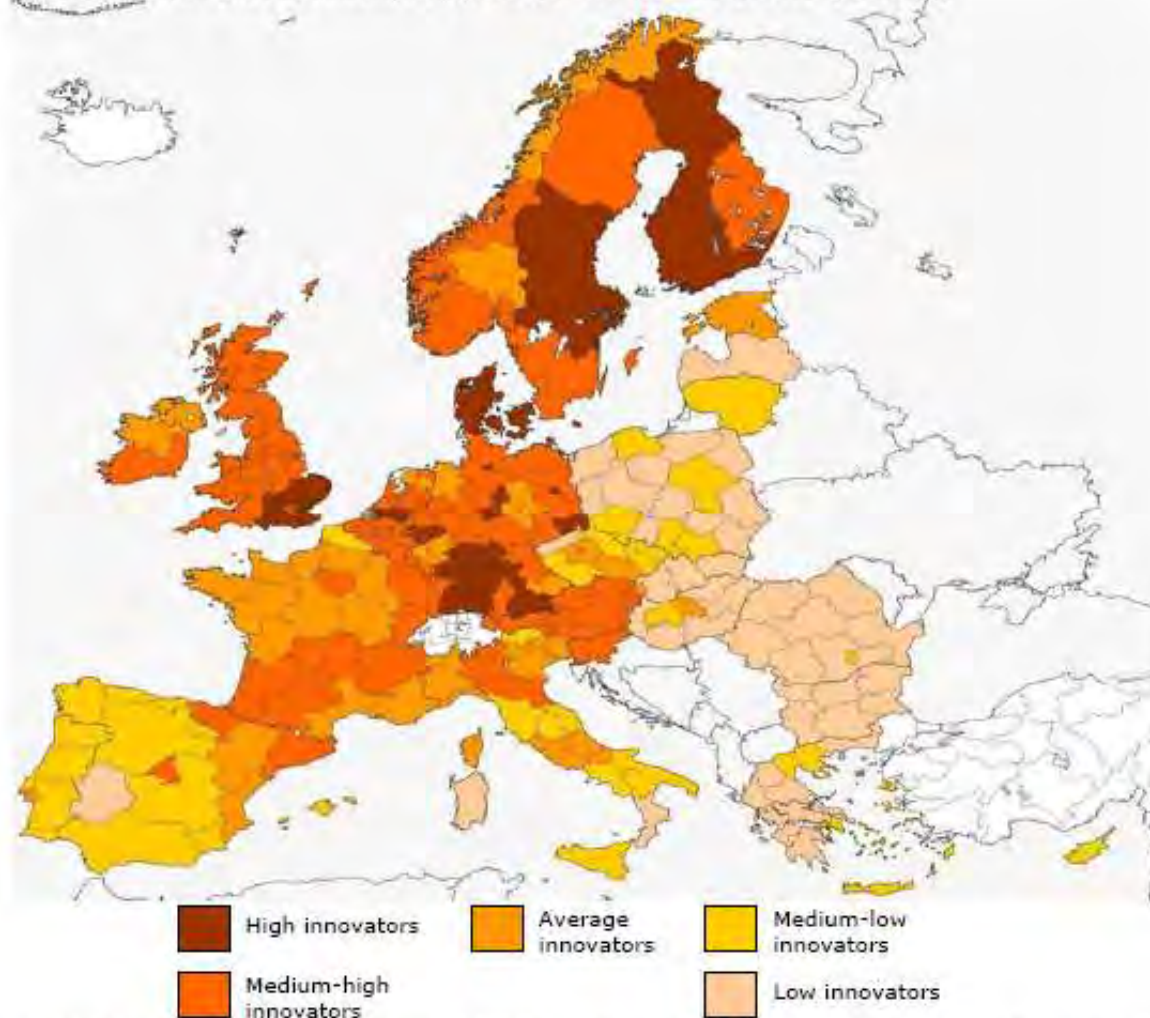 High innovators
Average
innovators
Medium-low
innovators
Medium-high
innovators
Low innovators